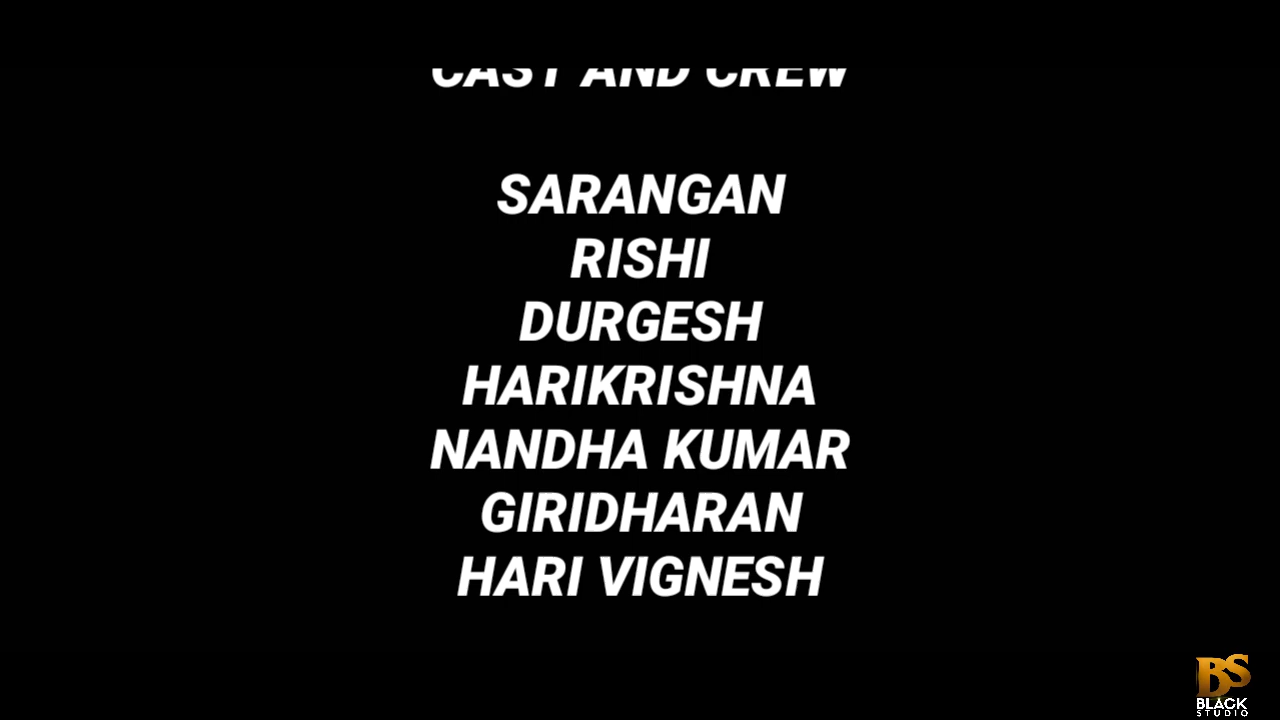 CAST AND CREW
SARANGAN
RISHI
DURGESH
HARIKRISHNA
NANDHA KUMAR
GIRIDHARAN
HARI VIGNESH
BS
BLACK
STUDIO